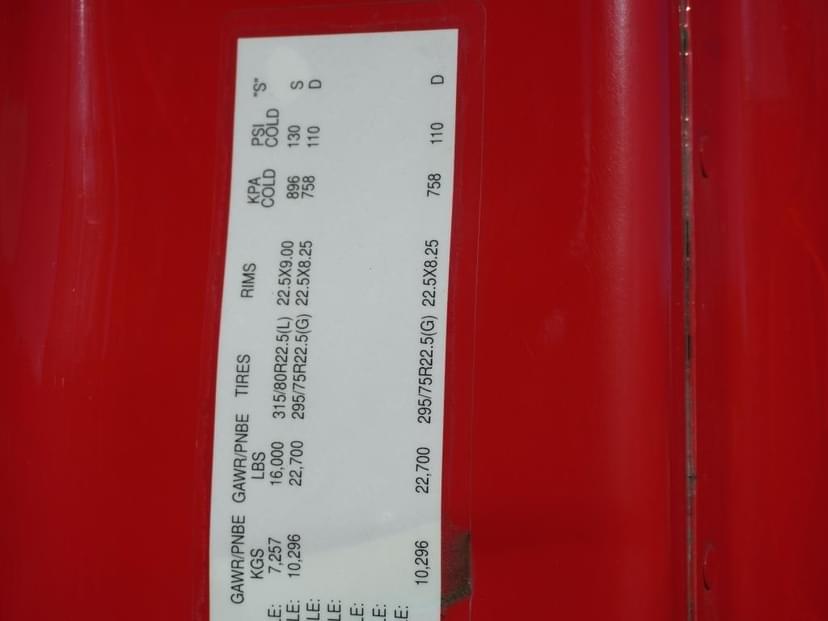 GAWR/PNBE GAWR/PNBE TIRES RIMS KPA PSI "S"
KGS LBS COLD COLD
LE: 7,257 16,000 315/80R22.5(L) 22.5X9.00 896 130 S
LE: 10,296 22,700 295/75R22.5(G) 22.5X8.25 758 110 D
LE:
LE:
LE:
LE:
E: 10,296 22,700 295/75R22.5(G) 22.5X8.25 758 110 D